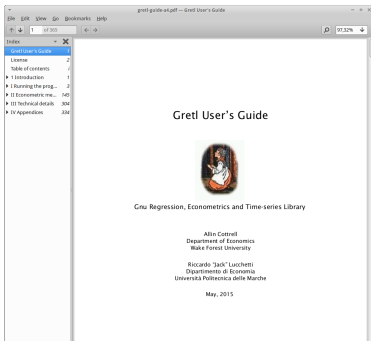 gretl-guide-a4.pdf — Gretl User's Guide
File Edit View Go Bookmarks Help
1 of 365 97,32%
Index
Gretl User's Guide 1
License 2
Table of contents i
1 Introduction 1
I Running the prog... 3
II Econometric me... 145
III Technical details 304
IV Appendices 334
Gretl User's Guide
Gnu Regression, Econometrics and Time-series Library
Allin Cottrell
Department of Economics
Wake Forest University
Riccardo "Jack" Lucchetti
Dipartimento di Economia
Università Politecnica delle Marche
May, 2015